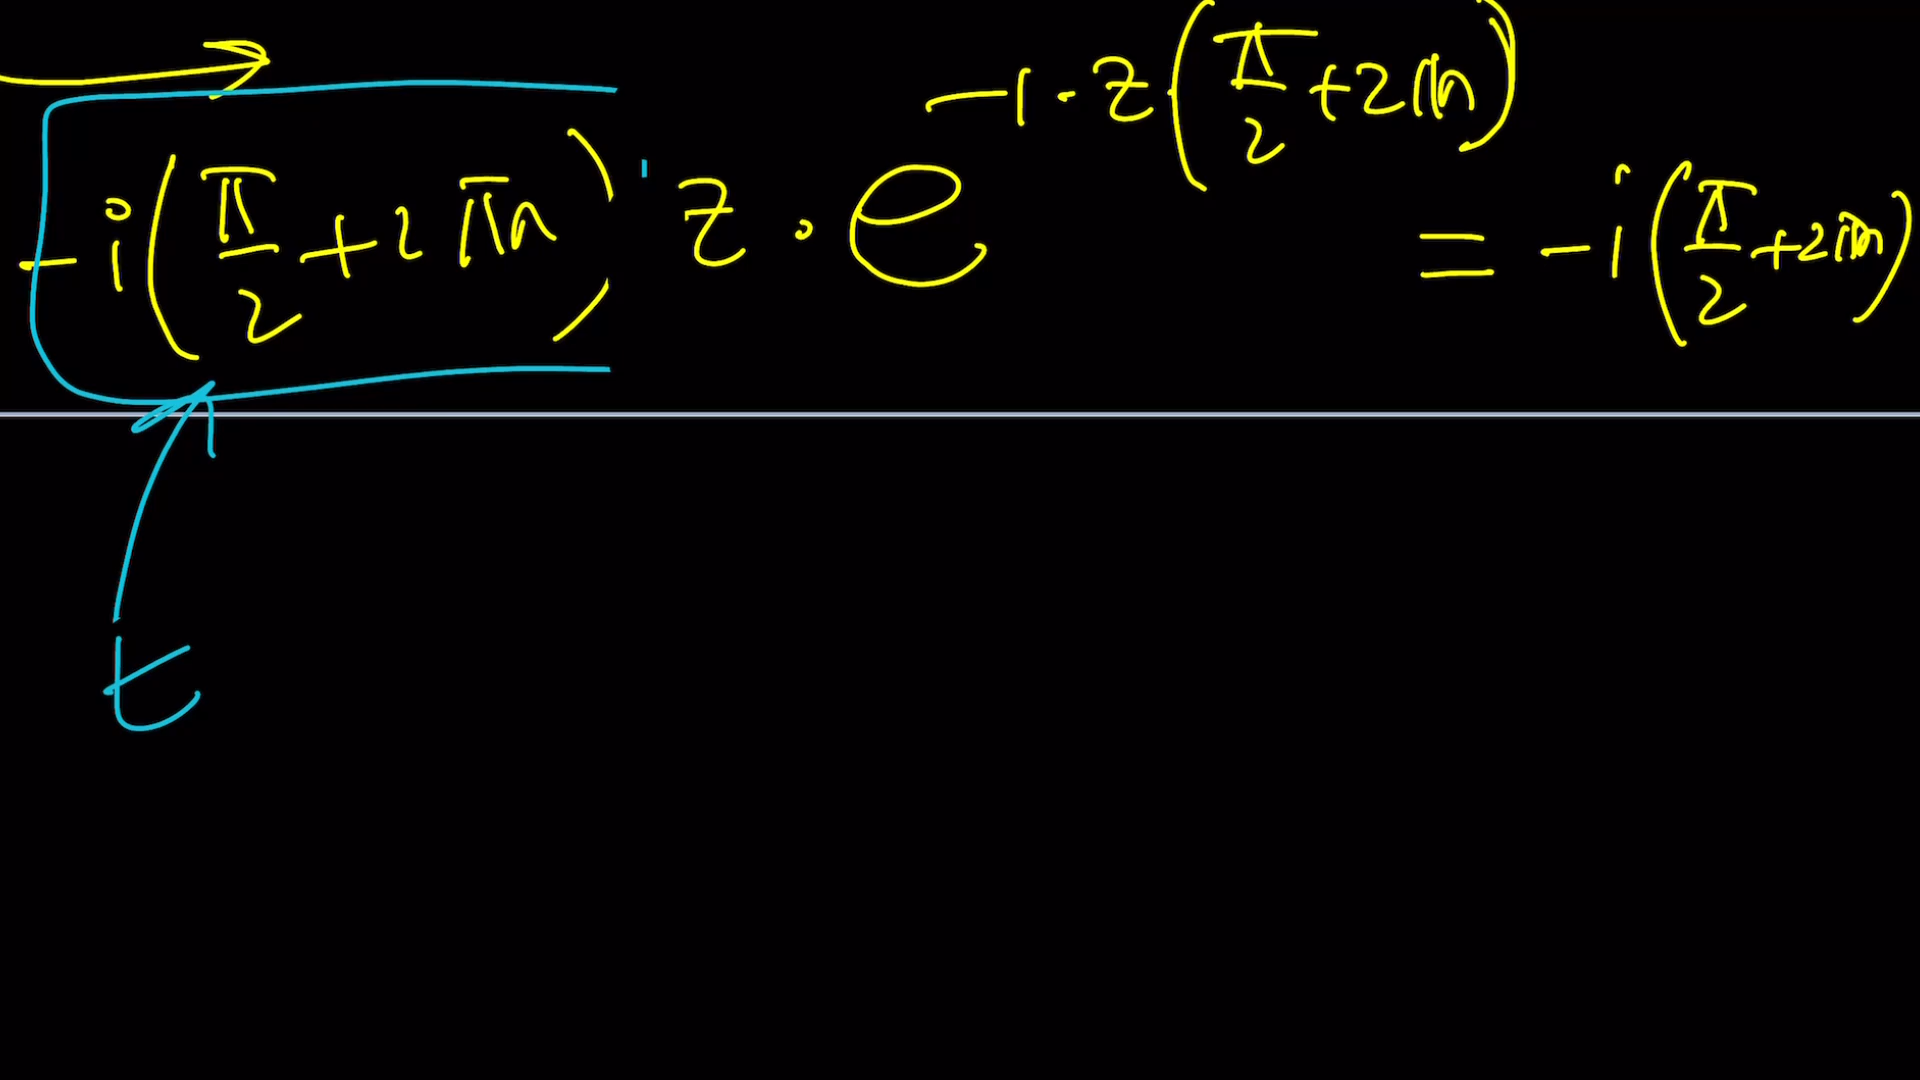 -i(π/2 + 2πn) z · e^{-1·z·(π/2 + 2πn)} = -i(π/2 + 2πn)
t